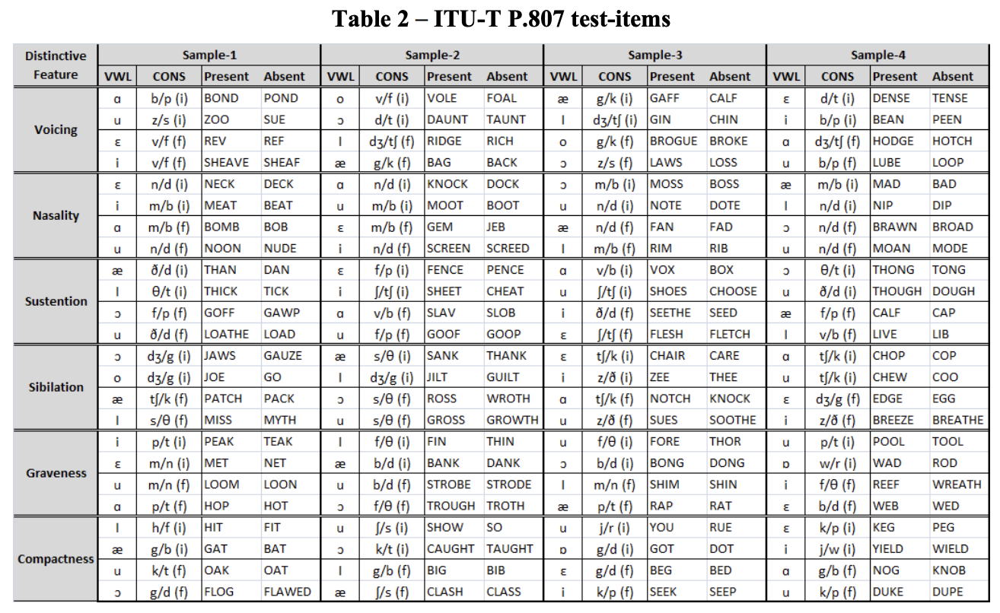 Table 2 – ITU-T P.807 test-items
Distinctive Feature Sample-1 Sample-2 Sample-3 Sample-4
VWL CONS Present Absent VWL CONS Present Absent VWL CONS Present Absent VWL CONS Present Absent
Voicing
ɑ b/p (i) BOND POND o v/f (i) VOLE FOAL æ g/k (i) GAFF CALF ɛ d/t (i) DENSE TENSE
u z/s (i) ZOO SUE ɔ d/t (i) DAUNT TAUNT I dʒ/tʃ (i) GIN CHIN i b/p (i) BEAN PEEN
ɛ v/f (f) REV REF I dʒ/tʃ (f) RIDGE RICH o g/k (f) BROGUE BROKE ɑ dʒ/tʃ (f) HODGE HOTCH
i v/f (f) SHEAVE SHEAF æ g/k (f) BAG BACK ɔ z/s (f) LAWS LOSS u b/p (f) LUBE LOOP
Nasality
ɛ n/d (i) NECK DECK ɑ n/d (i) KNOCK DOCK ɔ m/b (i) MOSS BOSS æ m/b (i) MAD BAD
i m/b (i) MEAT BEAT u m/b (i) MOOT BOOT u n/d (i) NOTE DOTE I n/d (i) NIP DIP
ɑ m/b (f) BOMB BOB ɛ m/b (f) GEM JEB æ n/d (f) FAN FAD ɔ n/d (f) BRAWN BROAD
u n/d (f) NOON NUDE i n/d (f) SCREEN SCREED I m/b (f) RIM RIB u n/d (f) MOAN MODE
Sustention
æ ð/d (i) THAN DAN ɛ f/p (i) FENCE PENCE ɑ v/b (i) VOX BOX ɔ θ/t (i) THONG TONG
I θ/t (i) THICK TICK i ʃ/tʃ (i) SHEET CHEAT u ʃ/tʃ (i) SHOES CHOOSE u ð/d (i) THOUGH DOUGH
ɔ f/p (f) GOFF GAWP ɑ v/b (f) SLAV SLOB i ð/d (f) SEETHE SEED æ f/p (f) CALF CAP
u ð/d (f) LOATHE LOAD u f/p (f) GOOF GOOP ɛ ʃ/tʃ (f) FLESH FLETCH I v/b (f) LIVE LIB
Sibilation
ɔ dʒ/g (i) JAWS GAUZE æ s/θ (i) SANK THANK ɛ tʃ/k (i) CHAIR CARE ɑ tʃ/k (i) CHOP COP
o dʒ/g (i) JOE GO I dʒ/g (i) JILT GUILT i z/ð (i) ZEE THEE u tʃ/k (i) CHEW COO
æ tʃ/k (f) PATCH PACK ɔ s/θ (f) ROSS WROTH ɑ tʃ/k (f) NOTCH KNOCK ɛ dʒ/g (f) EDGE EGG
I s/θ (f) MISS MYTH u s/θ (f) GROSS GROWTH u z/ð (f) SUES SOOTHE i z/ð (f) BREEZE BREATHE
Graveness
i p/t (i) PEAK TEAK I f/θ (i) FIN THIN u f/θ (i) FORE THOR u p/t (i) POOL TOOL
ɛ m/n (i) MET NET æ b/d (i) BANK DANK ɔ b/d (i) BONG DONG ɒ w/r (i) WAD ROD
u m/n (f) LOOM LOON u b/d (f) STROBE STRODE I m/n (f) SHIM SHIN i f/θ (f) REEF WREATH
ɑ p/t (f) HOP HOT ɔ f/θ (f) TROUGH TROTH æ p/t (f) RAP RAT ɛ b/d (f) WEB WED
Compactness
I h/f (i) HIT FIT u ʃ/s (i) SHOW SO u j/r (i) YOU RUE ɛ k/p (i) KEG PEG
æ g/b (i) GAT BAT ɔ k/t (i) CAUGHT TAUGHT ɒ g/d (i) GOT DOT i j/w (i) YIELD WIELD
u k/t (f) OAK OAT I g/b (f) BIG BIB ɛ g/d (f) BEG BED ɑ g/b (f) NOG KNOB
ɔ g/d (f) FLOG FLAWED æ ʃ/s (f) CLASH CLASS i k/p (f) SEEK SEEP u k/p (f) DUKE DUPE